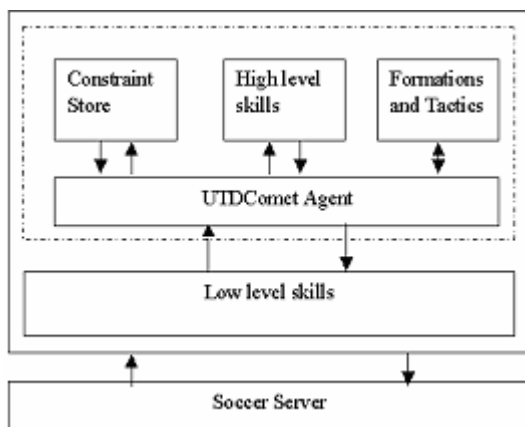 Constraint
Store
High level
skills
Formations
and Tactics
UTDComet Agent
Low level skills
Soccer Server